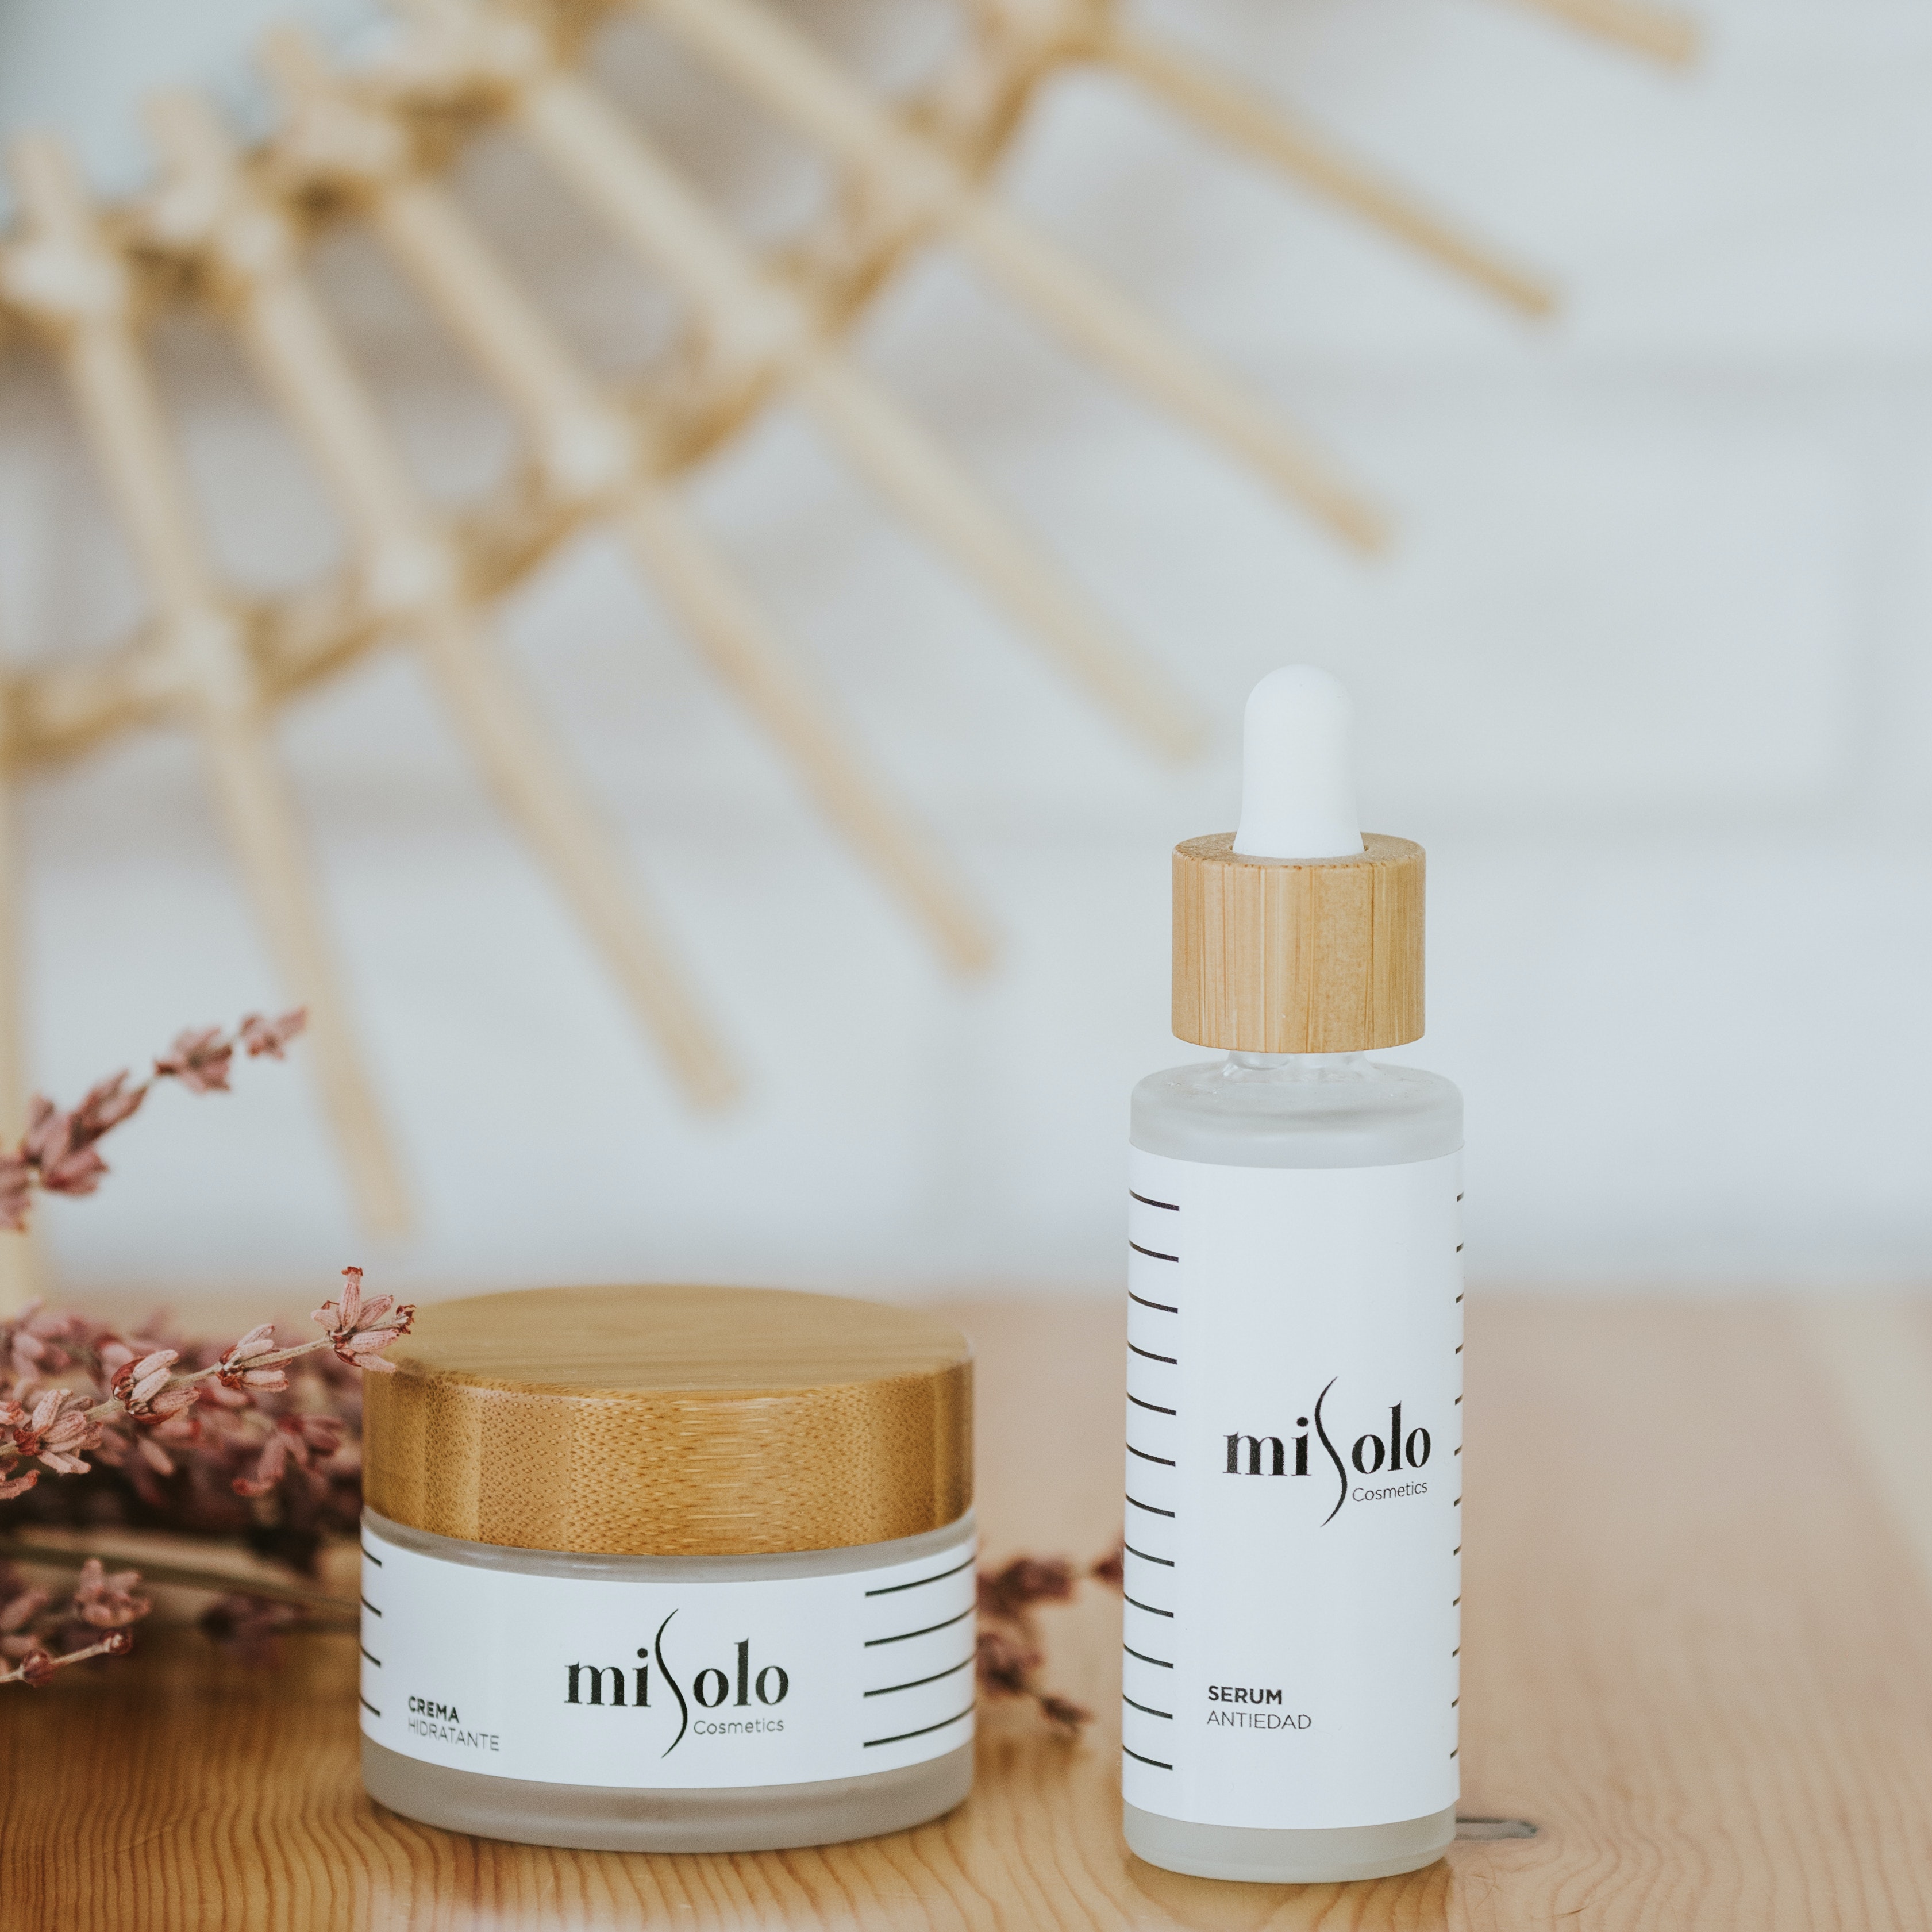 miSolo
Cosmetics
CREMA
HIDRATANTE
miSolo
Cosmetics
SERUM
ANTIEDAD